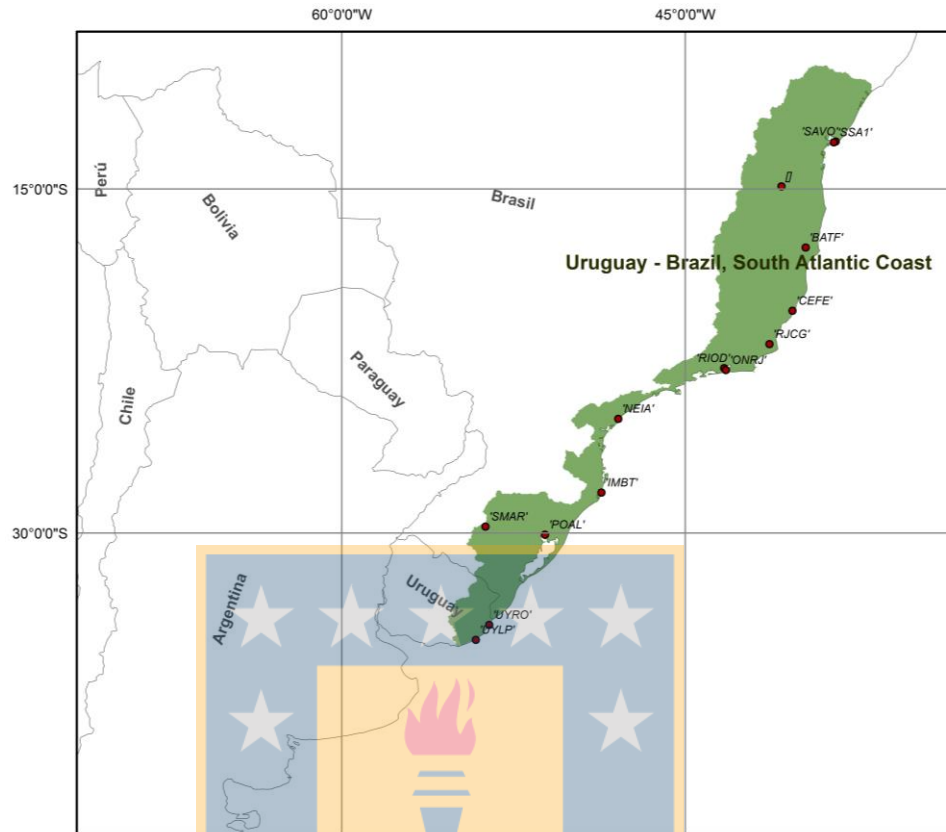 60°0'0"W
45°0'0"W
'SAVO'
'SSA1'
15°0'0"S
[]
Perú
Bolivia
Brasil
'BATF'
Uruguay - Brazil, South Atlantic Coast
'CEFE'
'RJCG'
'RIOD'
'ONRJ'
Paraguay
Chile
'NEIA'
'IMBT'
'SMAR'
'POAL'
30°0'0"S
Argentina
Uruguay
'UYRO'
'UYLP'